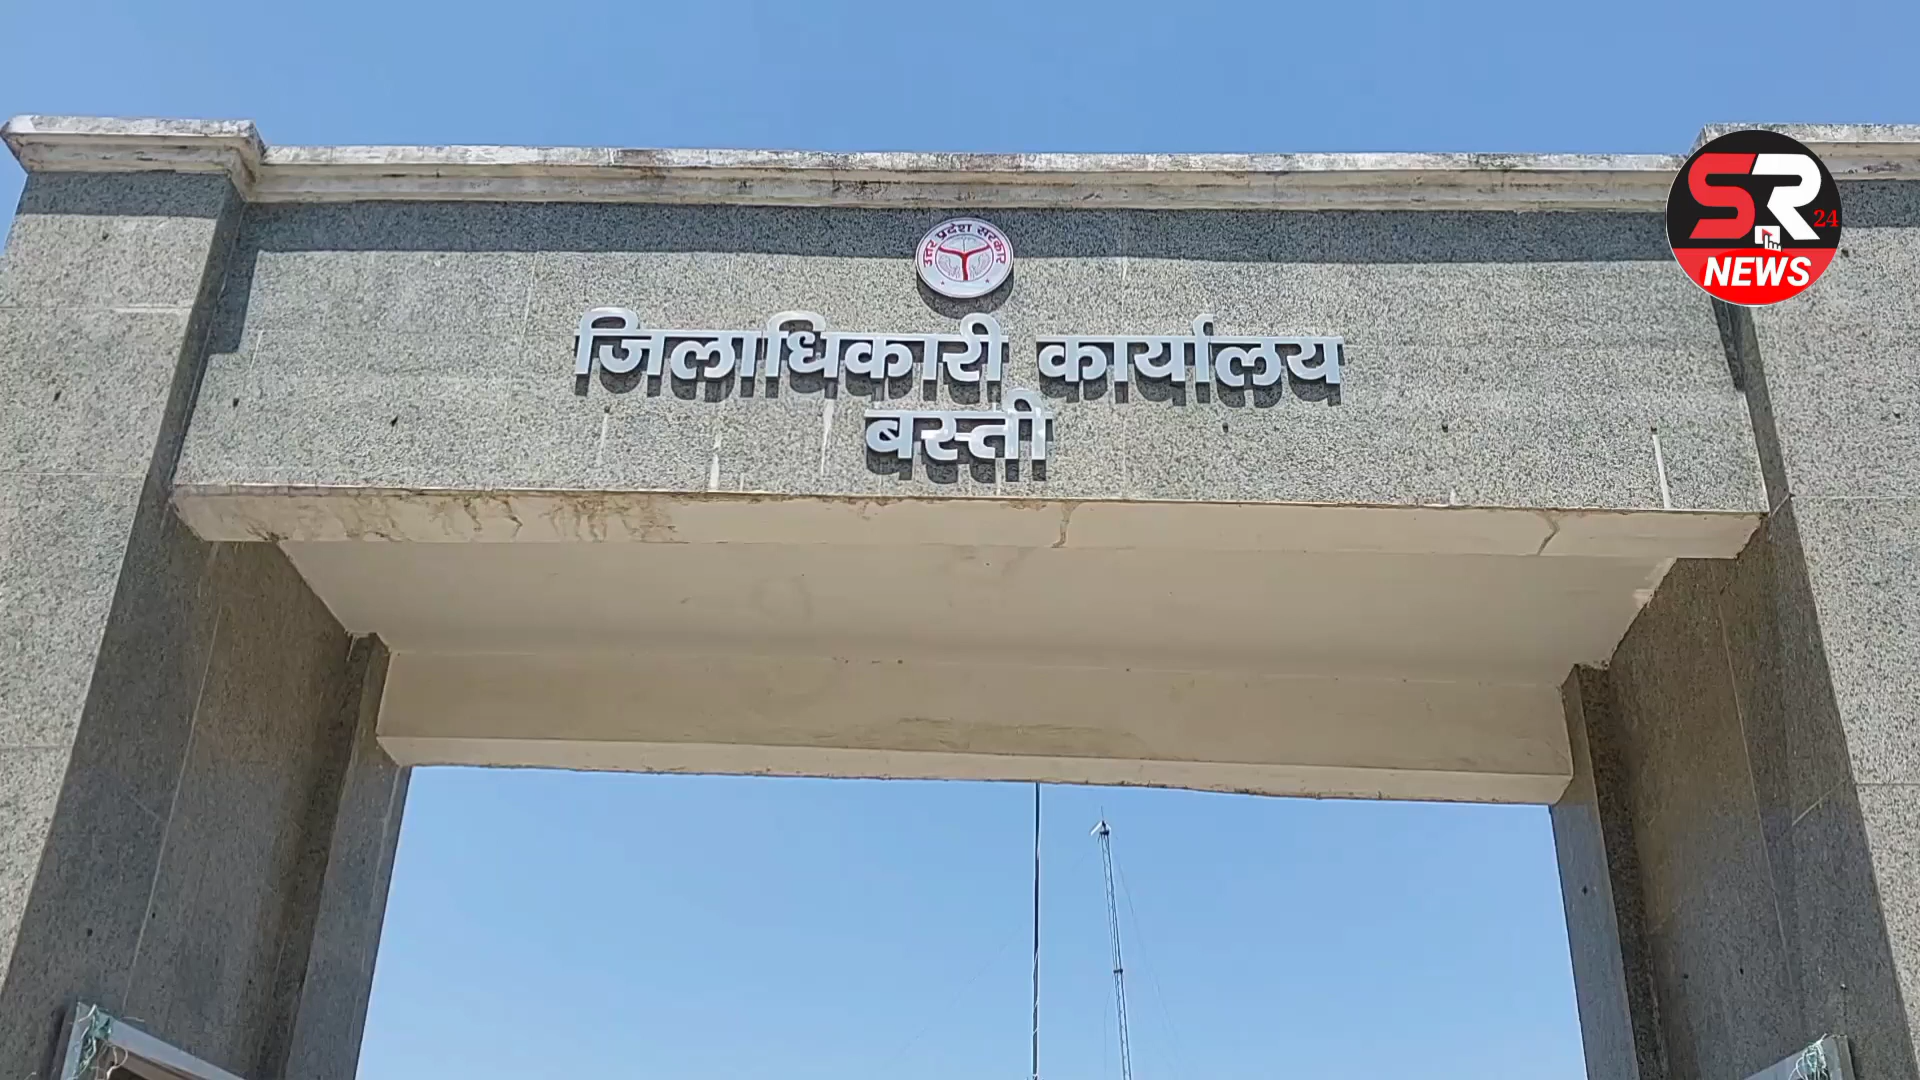 उत्तर प्रदेश सरकार
जिलाधिकारी कार्यालय
बस्ती
SR
24
NEWS